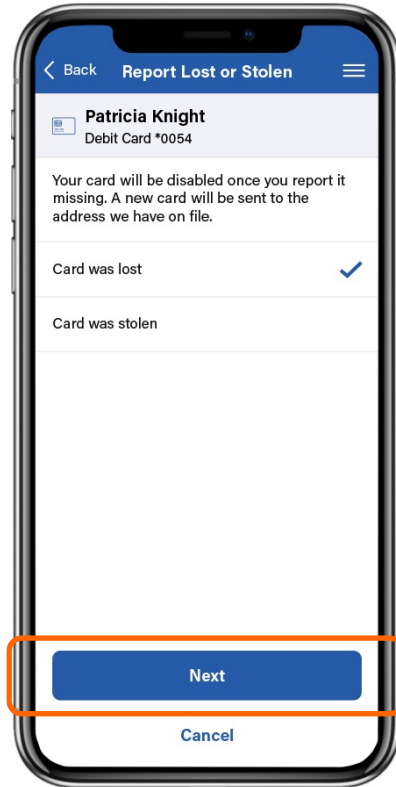 Back Report Lost or Stolen
Patricia Knight
Debit Card *0054
Your card will be disabled once you report it
missing. A new card will be sent to the
address we have on file.
Card was lost
Card was stolen
Next
Cancel